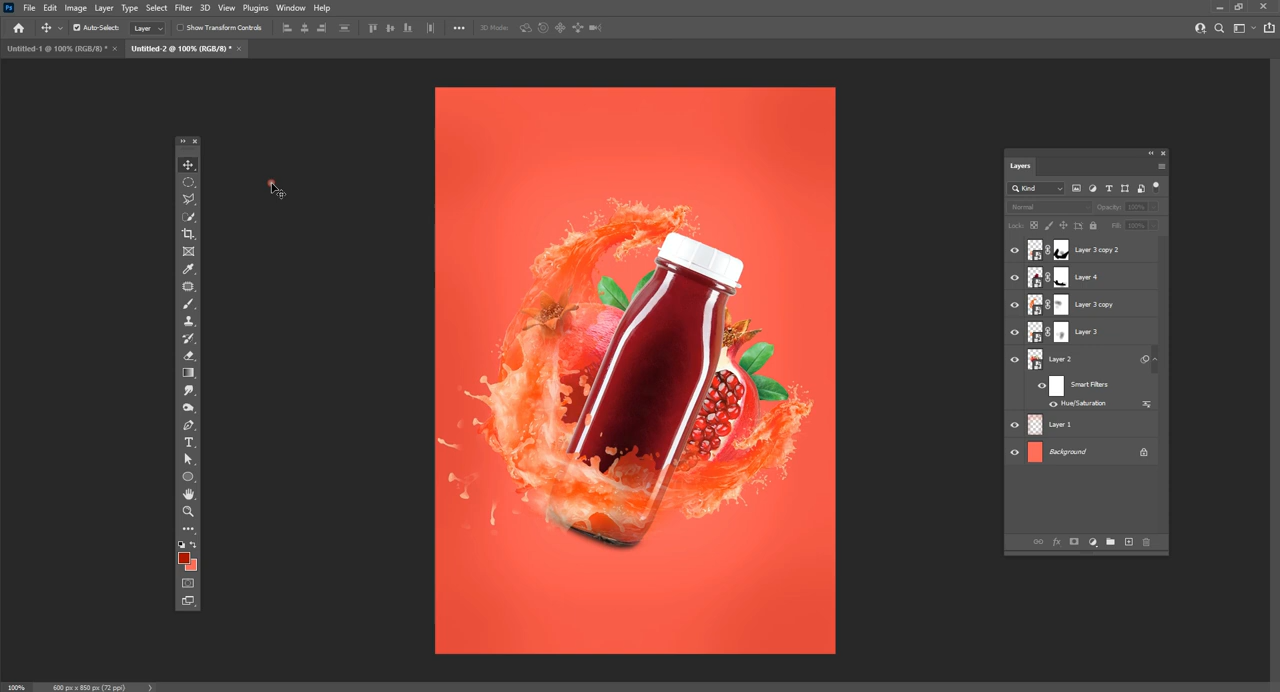 Ps File Edit Image Layer Type Select Filter 3D View Plugins Window Help
Auto-Select: Layer Show Transform Controls 3D Mode:
Untitled-1 @ 100% (RGB/8) * × Untitled-2 @ 100% (RGB/8) * ×
Layers
Kind
Normal Opacity: 100%
Lock: Fill: 100%
Layer 3 copy 2
Layer 4
Layer 3 copy
Layer 3
Layer 2
Smart Filters
Hue/Saturation
Layer 1
Background
100% 600 px x 850 px (72 ppi)